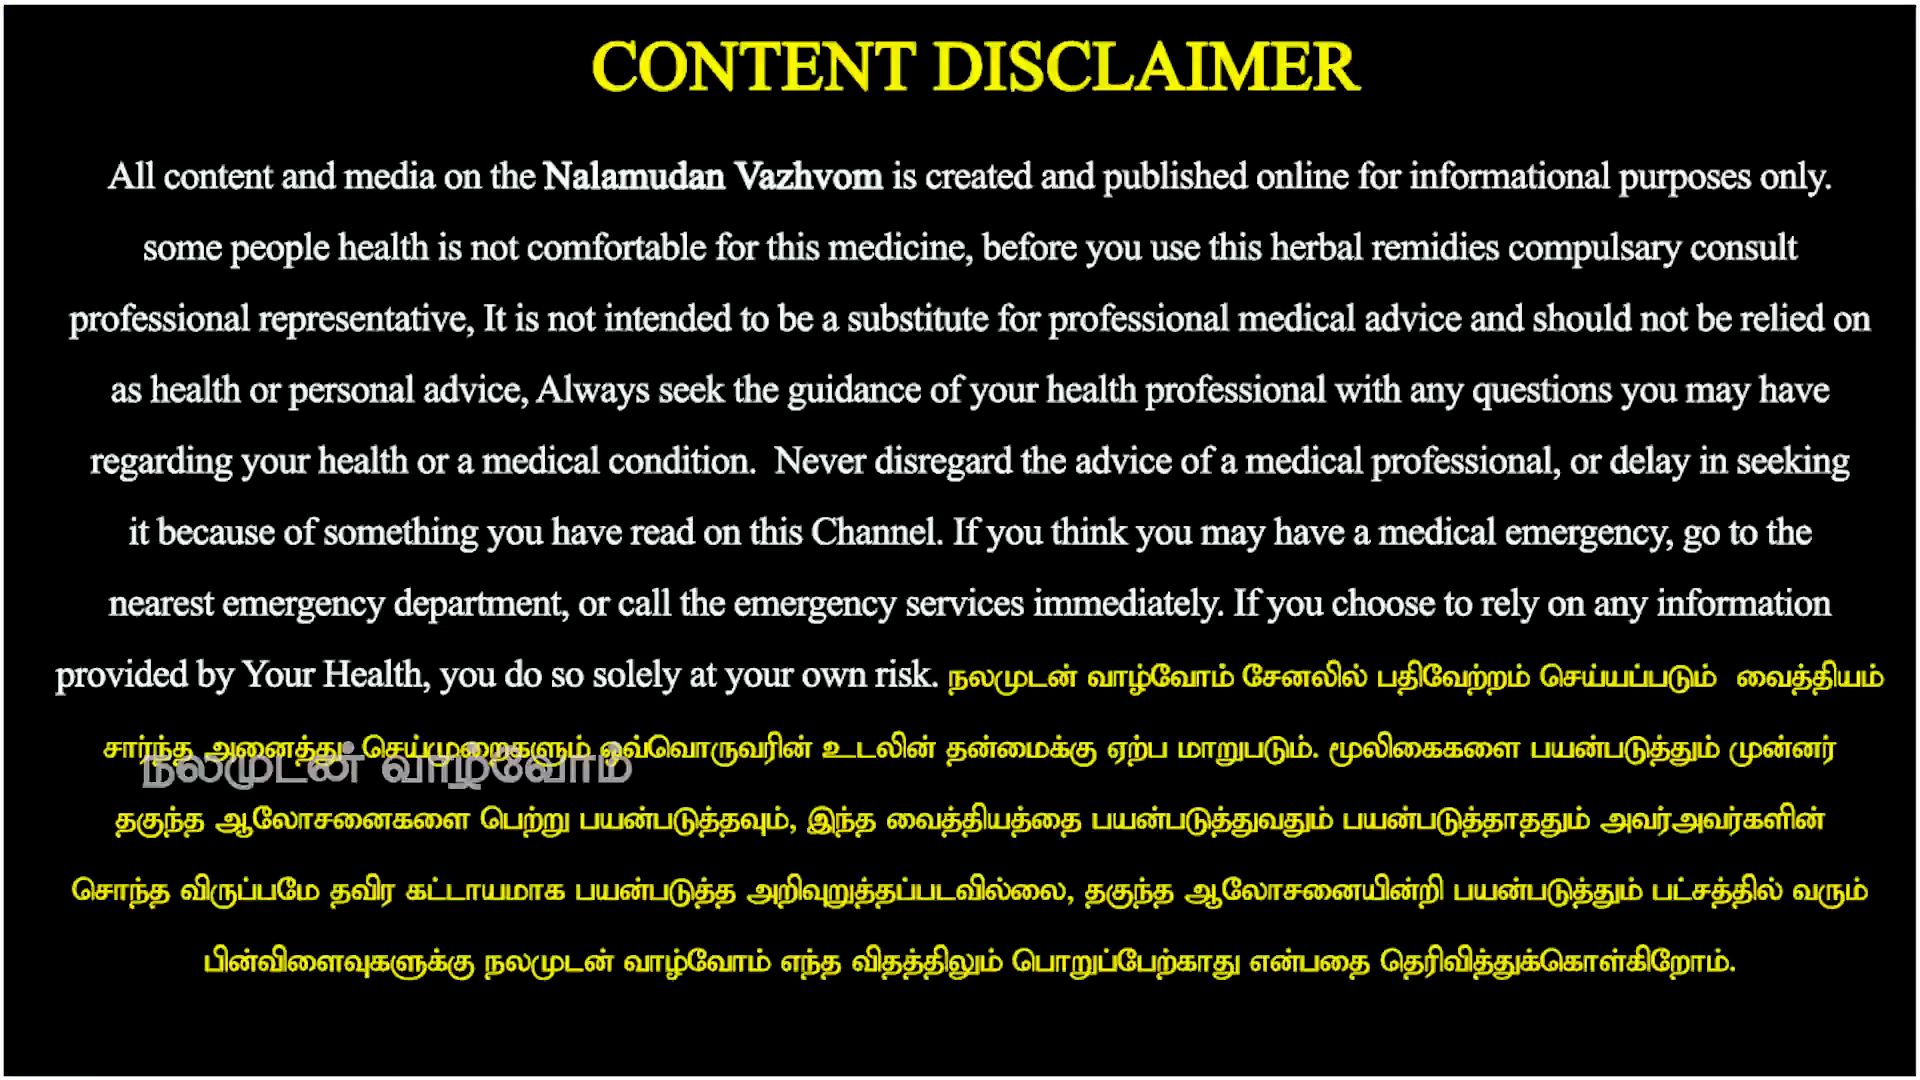 CONTENT DISCLAIMER
All content and media on the Nalamudan Vazhvom is created and published online for informational purposes only.
some people health is not comfortable for this medicine, before you use this herbal remidies compulsary consult
professional representative, It is not intended to be a substitute for professional medical advice and should not be relied on
as health or personal advice, Always seek the guidance of your health professional with any questions you may have
regarding your health or a medical condition.  Never disregard the advice of a medical professional, or delay in seeking
it because of something you have read on this Channel. If you think you may have a medical emergency, go to the
nearest emergency department, or call the emergency services immediately. If you choose to rely on any information
provided by Your Health, you do so solely at your own risk. நலமுடன் வாழ்வோம் சேனலில் பதிவேற்றம் செய்யப்படும்  வைத்தியம்
சார்ந்த அனைத்து செய்முறைகளும் ஒவ்வொருவரின் உடலின் தன்மைக்கு ஏற்ப மாறுபடும். மூலிகைகளை பயன்படுத்தும் முன்னர்
நலமுடன் வாழ்வோம்
தகுந்த ஆலோசனைகளை பெற்று பயன்படுத்தவும், இந்த வைத்தியத்தை பயன்படுத்துவதும் பயன்படுத்தாததும் அவர்அவர்களின்
சொந்த விருப்பமே தவிர கட்டாயமாக பயன்படுத்த அறிவுறுத்தப்படவில்லை, தகுந்த ஆலோசனையின்றி பயன்படுத்தும் பட்சத்தில் வரும்
பின்விளைவுகளுக்கு நலமுடன் வாழ்வோம் எந்த விதத்திலும் பொறுப்பேற்காது என்பதை தெரிவித்துக்கொள்கிறோம்.